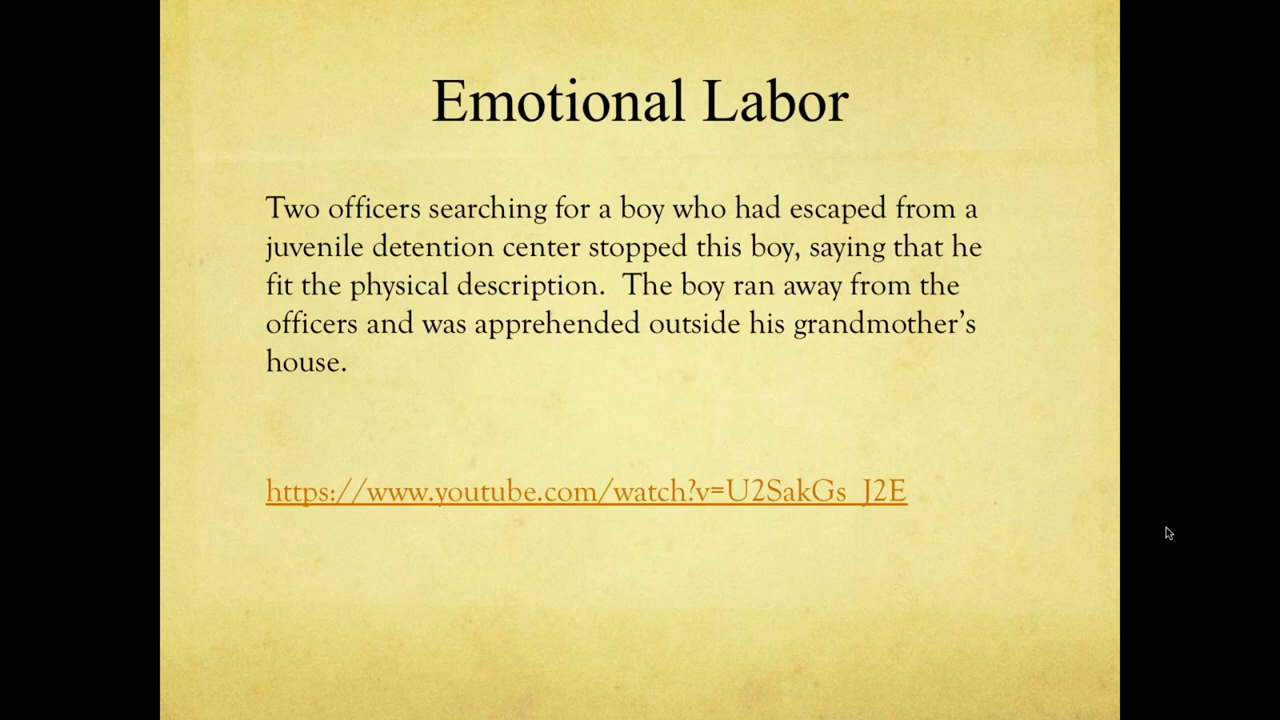 Emotional Labor
Two officers searching for a boy who had escaped from a
juvenile detention center stopped this boy, saying that he
fit the physical description.  The boy ran away from the
officers and was apprehended outside his grandmother’s
house.
https://www.youtube.com/watch?v=U2SakGs_J2E